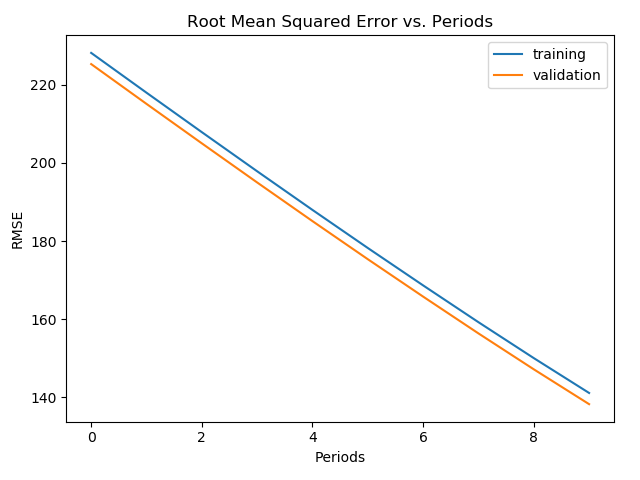 Root Mean Squared Error vs. Periods
training
validation
220
200
180
160
140
RMSE
0 2 4 6 8
Periods